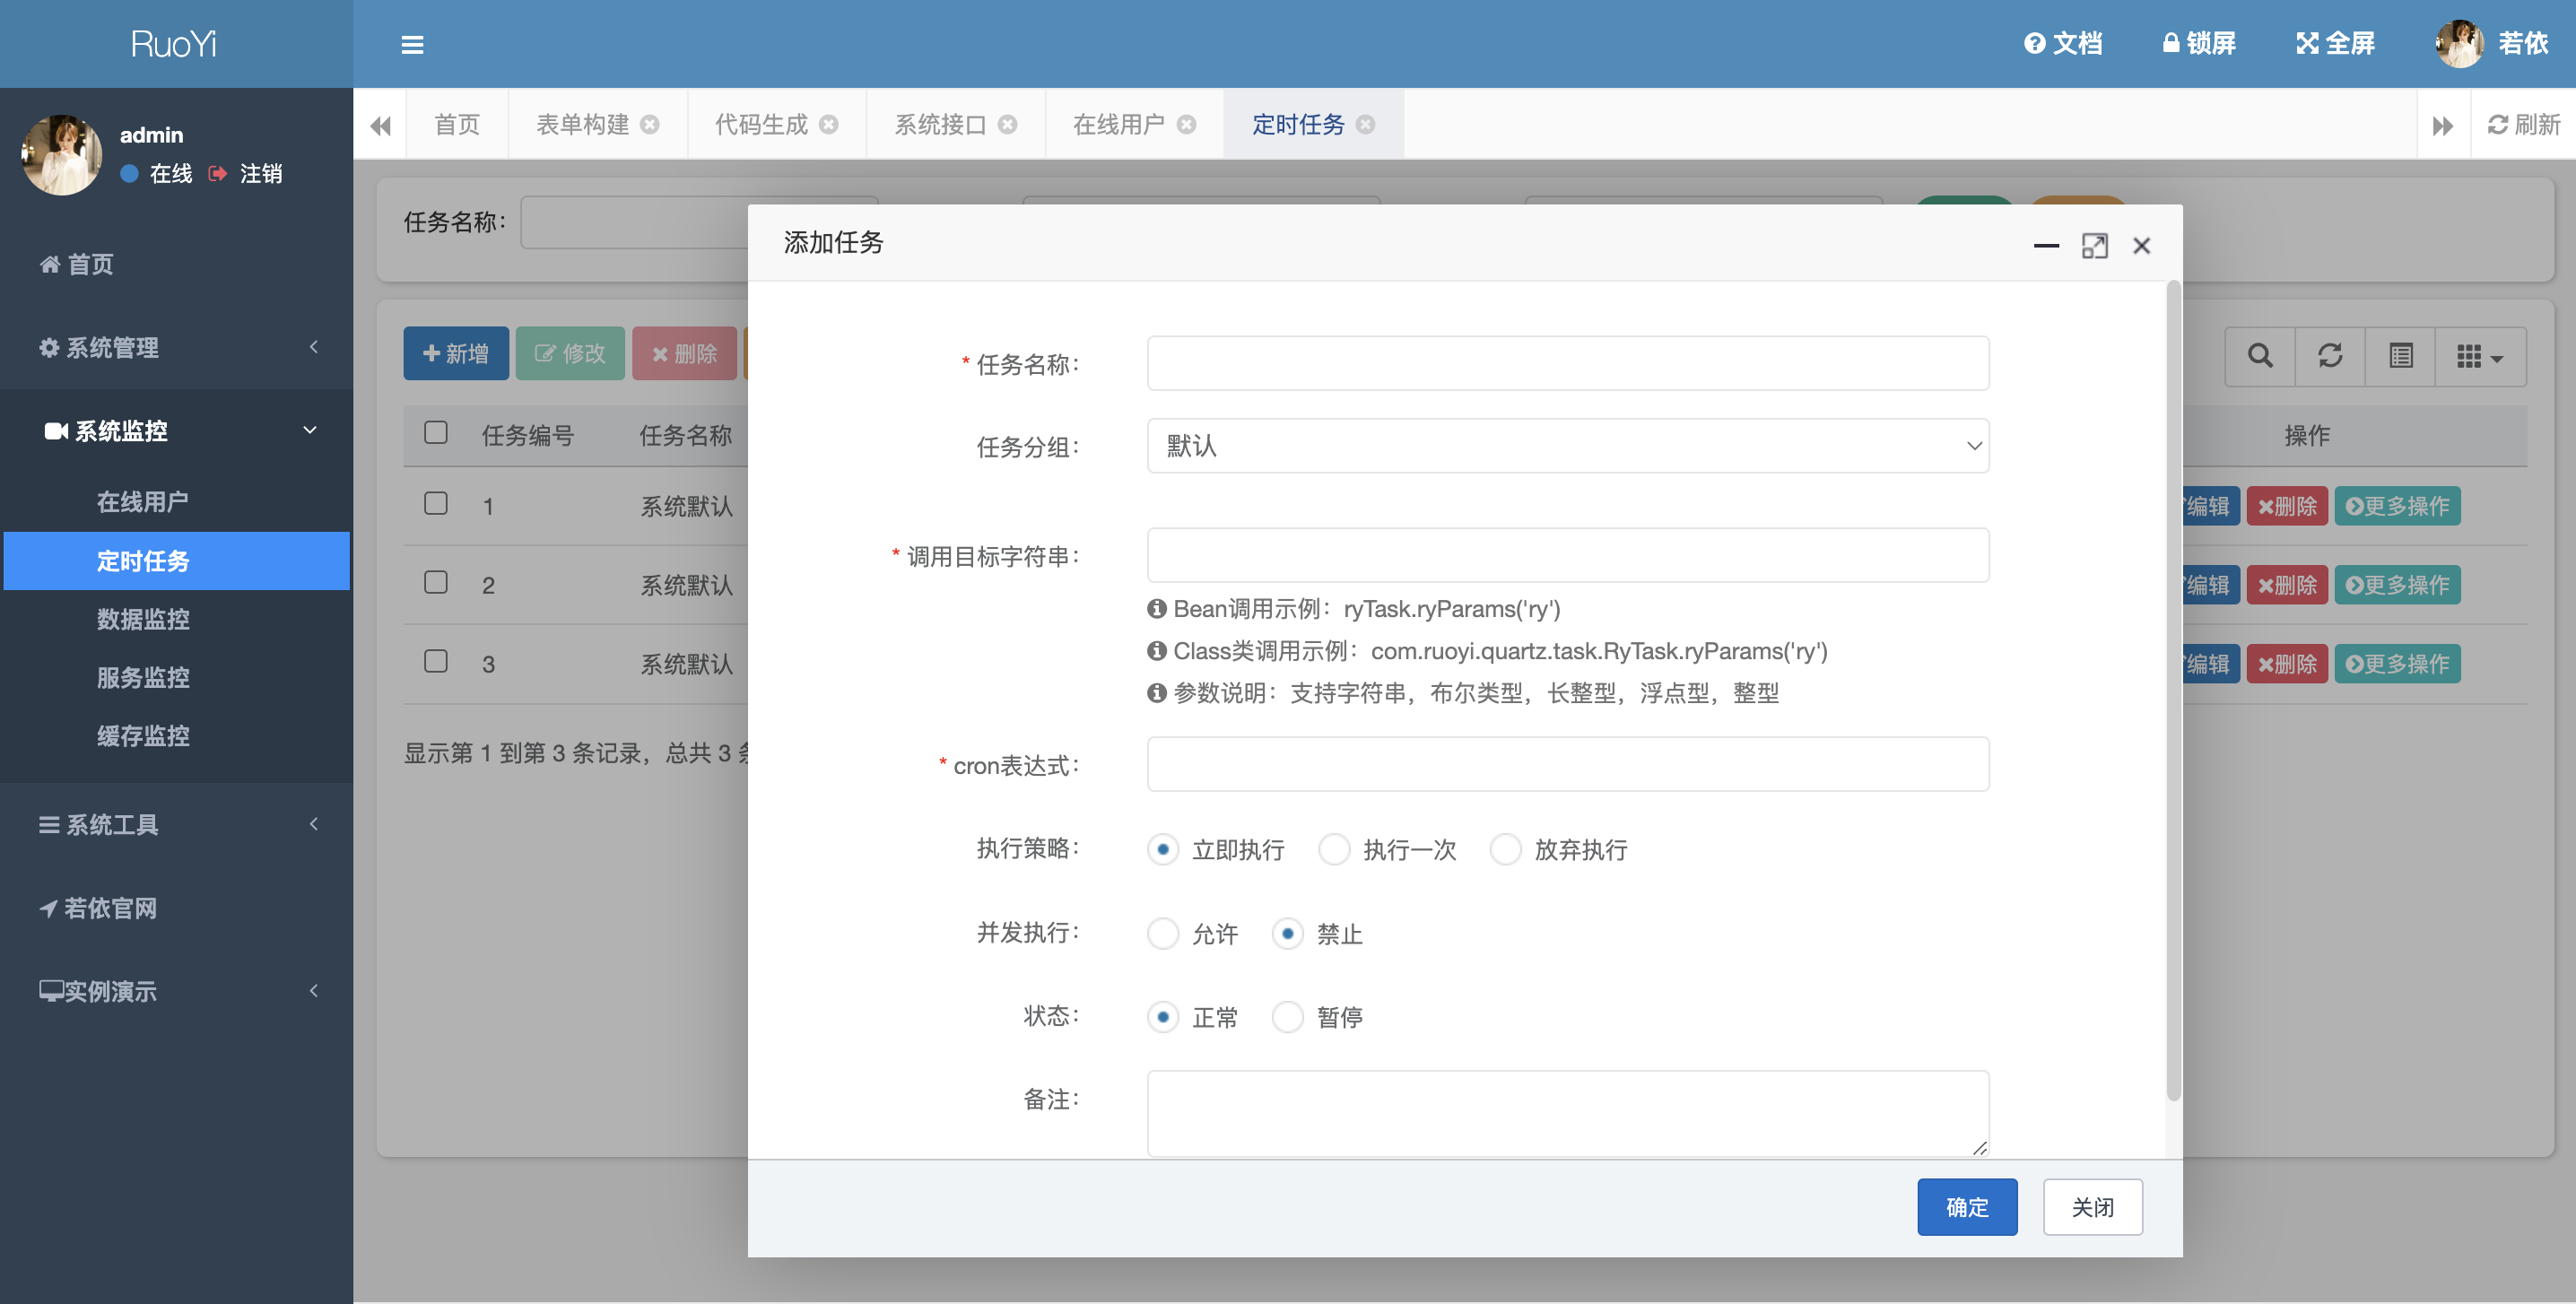 RuoYi
文档 锁屏 全屏 若依
admin
在线 注销
首页
系统管理
系统监控
在线用户
定时任务
数据监控
服务监控
缓存监控
系统工具
若依官网
实例演示
首页 表单构建 代码生成 系统接口 在线用户 定时任务 刷新
任务名称：
新增 修改 删除
任务编号 任务名称 操作
1 系统默认 编辑 删除 更多操作
2 系统默认 编辑 删除 更多操作
3 系统默认 编辑 删除 更多操作
显示第 1 到第 3 条记录，总共 3
添加任务
* 任务名称：
任务分组： 默认
* 调用目标字符串：
Bean调用示例：ryTask.ryParams('ry')
Class类调用示例：com.ruoyi.quartz.task.RyTask.ryParams('ry')
参数说明：支持字符串，布尔类型，长整型，浮点型，整型
* cron表达式：
执行策略： 立即执行 执行一次 放弃执行
并发执行： 允许 禁止
状态： 正常 暂停
备注：
确定 关闭